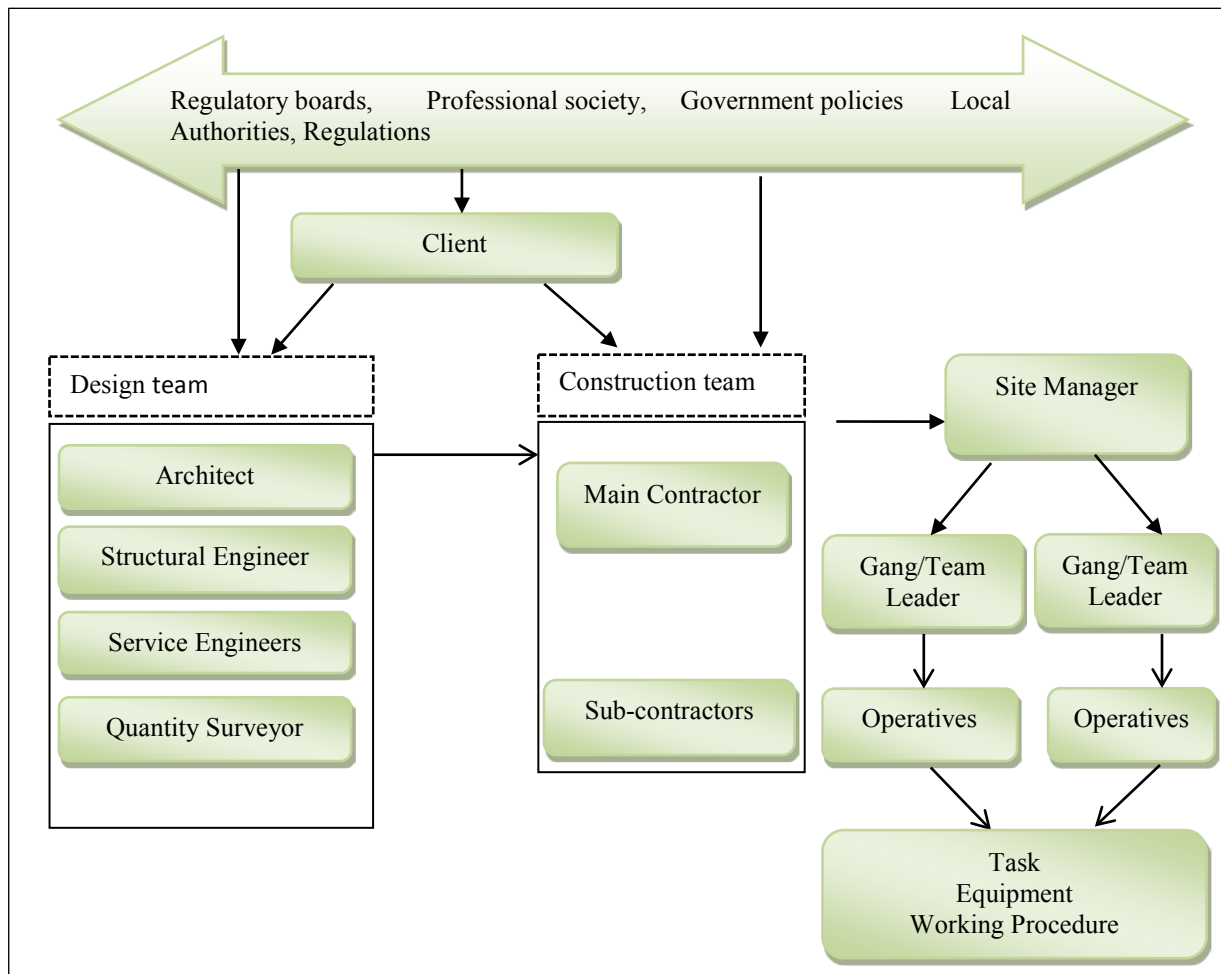 Regulatory boards, Professional society, Government policies Local
Authorities, Regulations
Client
Design team
Construction team
Site Manager
Architect
Structural Engineer
Service Engineers
Quantity Surveyor
Main Contractor
Sub-contractors
Gang/Team
Leader
Gang/Team
Leader
Operatives
Operatives
Task
Equipment
Working Procedure